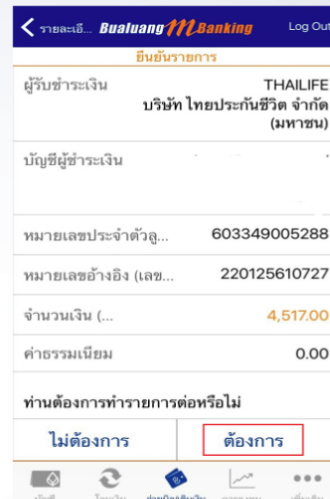 รายละเอี... Bualuang mBanking Log Out
ยืนยันรายการ
ผู้รับชำระเงิน THAILIFE
บริษัท ไทยประกันชีวิต จำกัด
(มหาชน)
บัญชีผู้ชำระเงิน
หมายเลขประจำตัวลู... 603349005288
หมายเลขอ้างอิง (เลข... 220125610727
จำนวนเงิน (... 4,517.00
ค่าธรรมเนียม 0.00
ท่านต้องการทำรายการต่อหรือไม่
ไม่ต้องการ ต้องการ